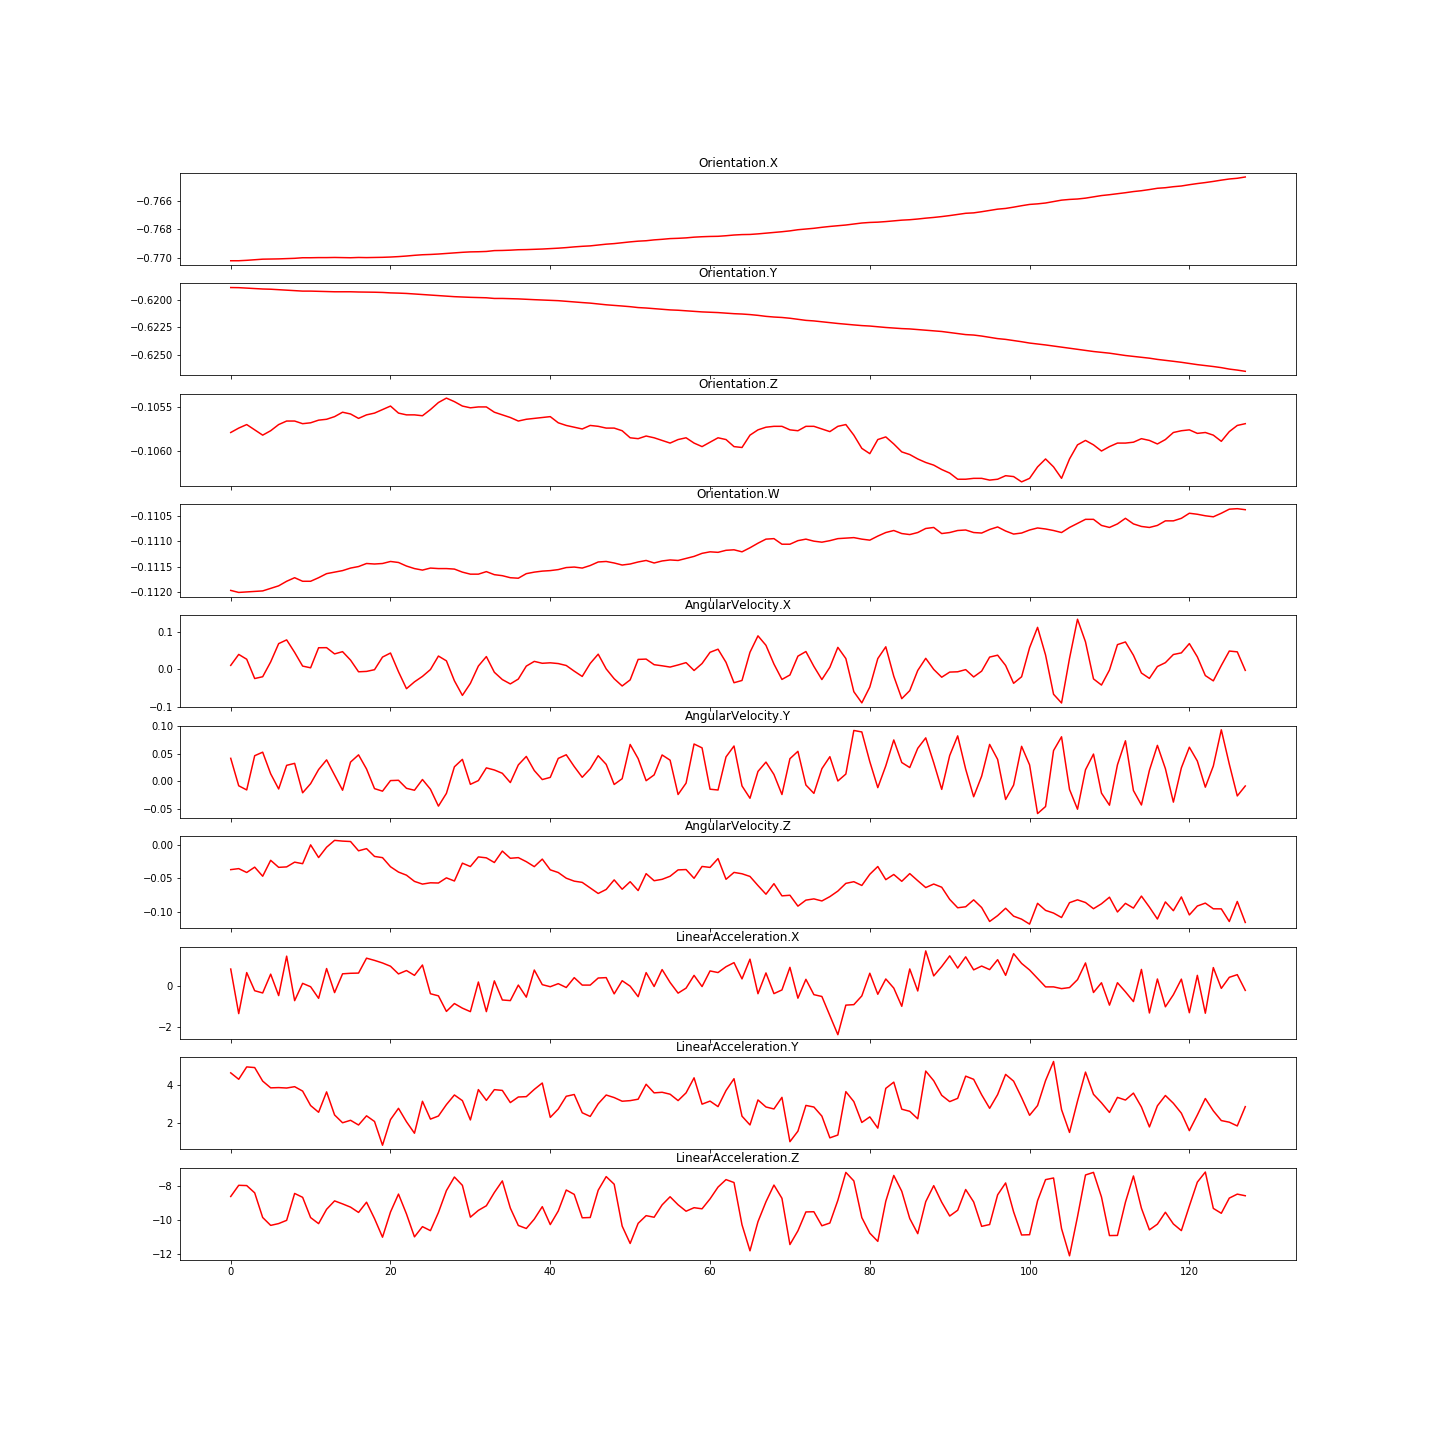 Orientation.X
−0.766
−0.768
−0.770
Orientation.Y
−0.6200
−0.6225
−0.6250
Orientation.Z
−0.1055
−0.1060
Orientation.W
−0.1105
−0.1110
−0.1115
−0.1120
AngularVelocity.X
0.1
0.0
−0.1
AngularVelocity.Y
0.10
0.05
0.00
−0.05
AngularVelocity.Z
0.00
−0.05
−0.10
LinearAcceleration.X
0
−2
LinearAcceleration.Y
4
2
LinearAcceleration.Z
−8
−10
−12
0 20 40 60 80 100 120